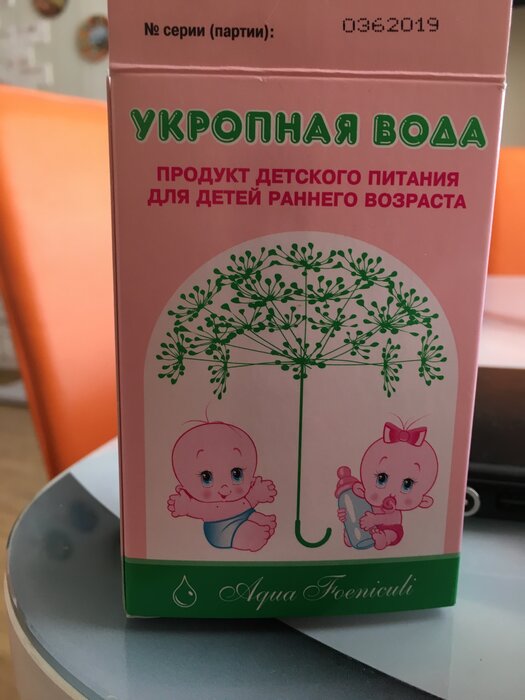 № серии (партии): 0362019
УКРОПНАЯ ВОДА
ПРОДУКТ ДЕТСКОГО ПИТАНИЯ
ДЛЯ ДЕТЕЙ РАННЕГО ВОЗРАСТА
Aqua Foeniculi